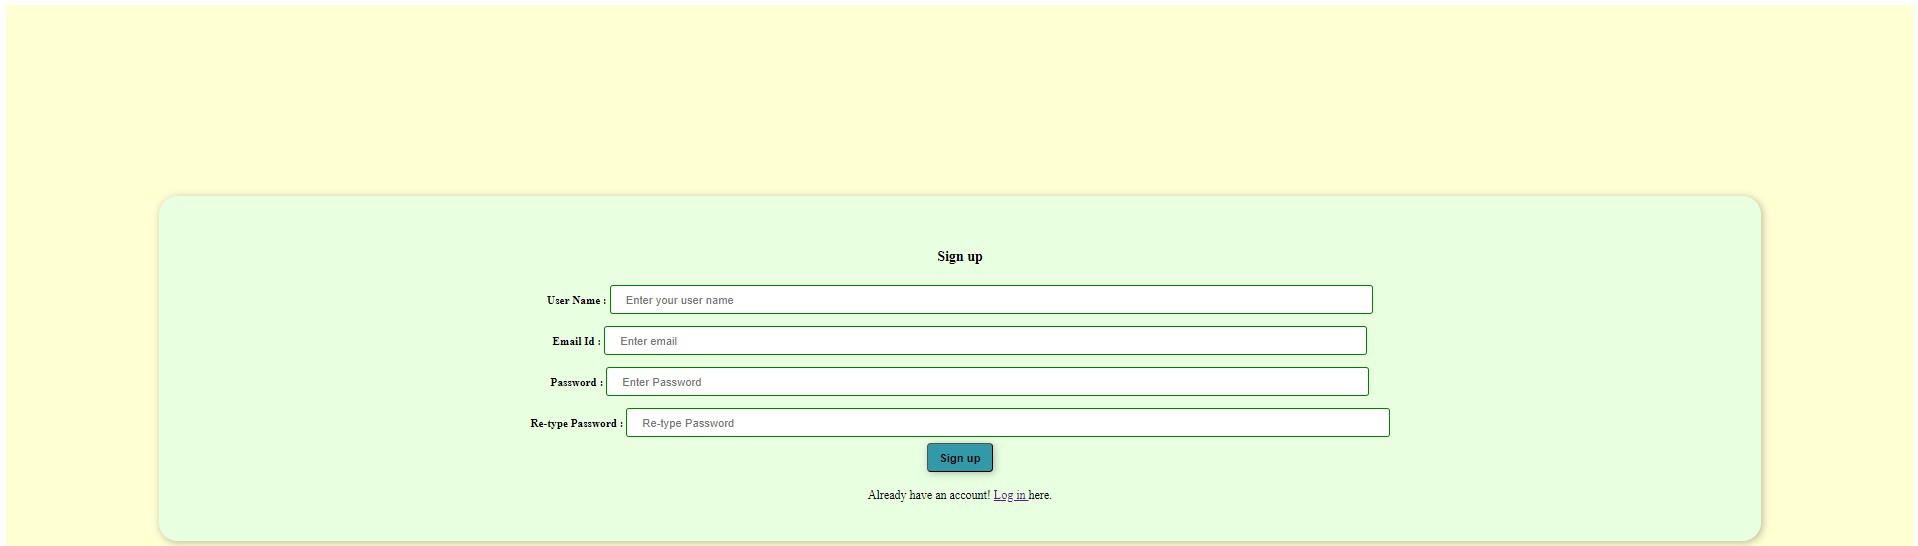 Sign up
User Name : Enter your user name
Email Id : Enter email
Password : Enter Password
Re-type Password : Re-type Password
Sign up
Already have an account! Log in here.